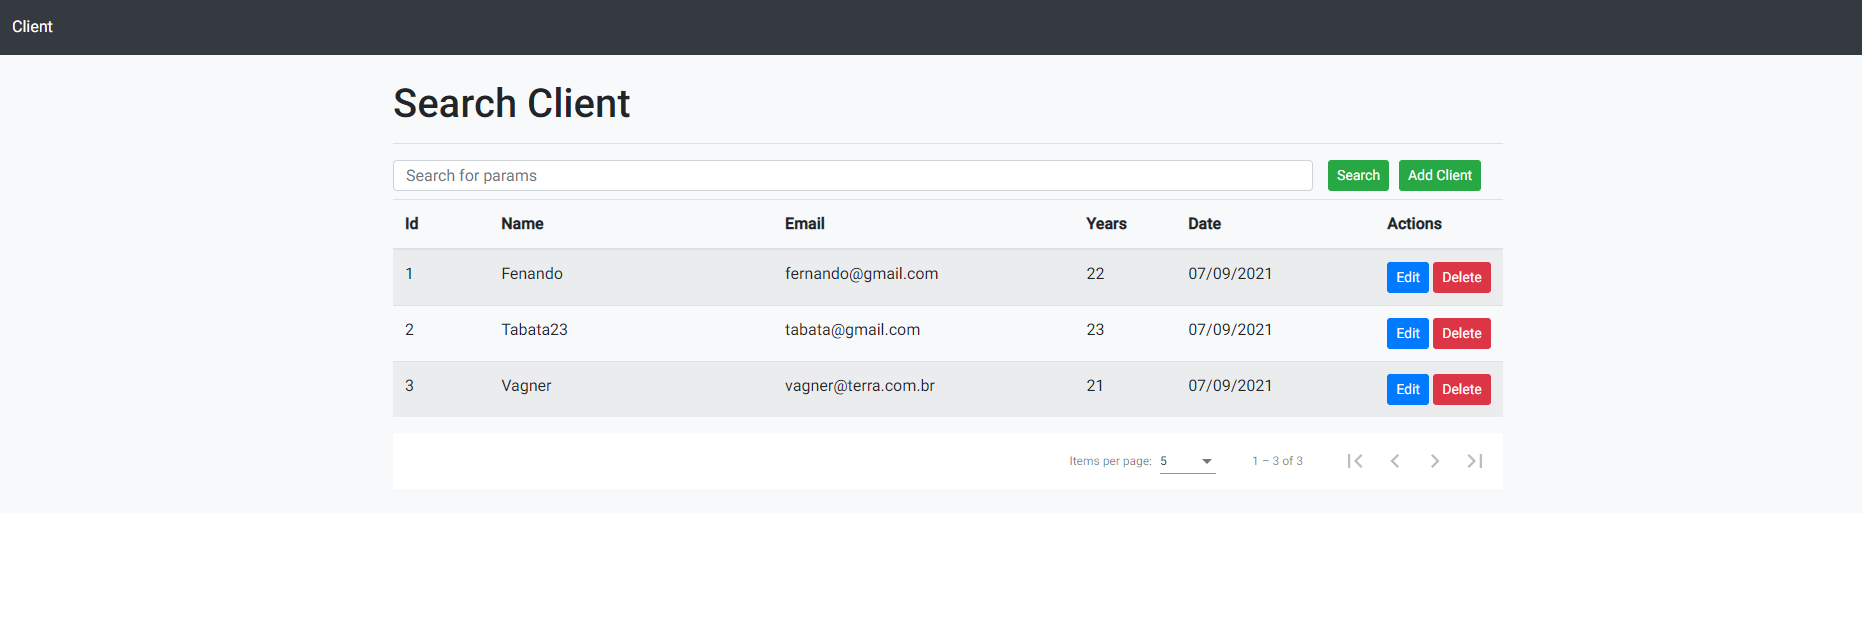 Client
Search Client
Search for params Search Add Client
Id Name Email Years Date Actions
1 Fenando fernando@gmail.com 22 07/09/2021 Edit Delete
2 Tabata23 tabata@gmail.com 23 07/09/2021 Edit Delete
3 Vagner vagner@terra.com.br 21 07/09/2021 Edit Delete
Items per page: 5 1 – 3 of 3